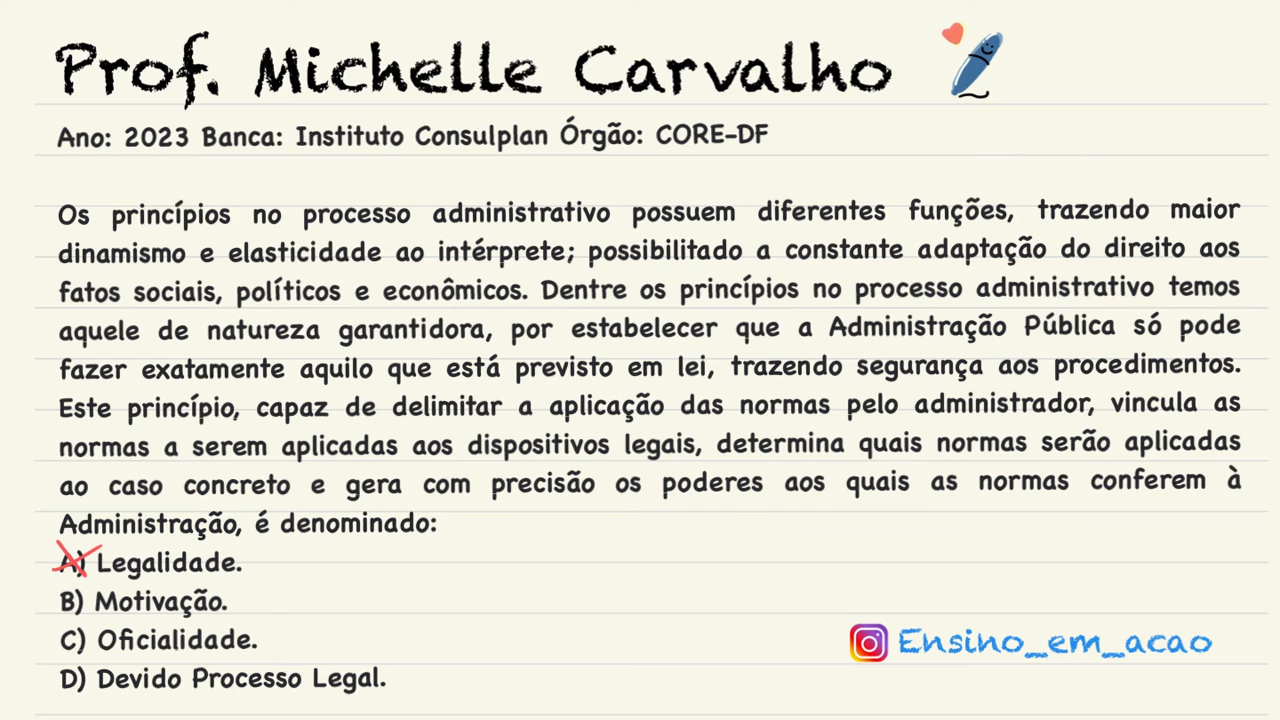 Prof. Michelle Carvalho
Ano: 2023 Banca: Instituto Consulplan Órgão: CORE-DF
Os princípios no processo administrativo possuem diferentes funções, trazendo maior
dinamismo e elasticidade ao intérprete; possibilitado a constante adaptação do direito aos
fatos sociais, políticos e econômicos. Dentre os princípios no processo administrativo temos
aquele de natureza garantidora, por estabelecer que a Administração Pública só pode
fazer exatamente aquilo que está previsto em lei, trazendo segurança aos procedimentos.
Este princípio, capaz de delimitar a aplicação das normas pelo administrador, vincula as
normas a serem aplicadas aos dispositivos legais, determina quais normas serão aplicadas
ao caso concreto e gera com precisão os poderes aos quais as normas conferem à
Administração, é denominado:
A) Legalidade.
B) Motivação.
C) Oficialidade.
D) Devido Processo Legal.
Ensino_em_acao